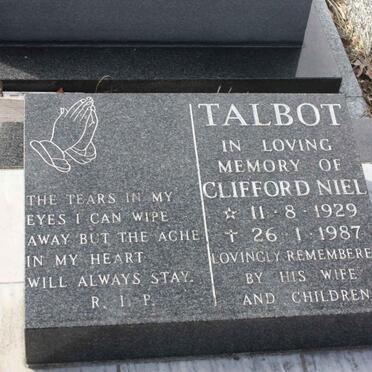 THE TEARS IN MY
EYES I CAN WIPE
AWAY BUT THE ACHE
IN MY HEART
WILL ALWAYS STAY.
R. I. P.
TALBOT
IN LOVING
MEMORY OF
CLIFFORD NIEL
☆ 11 · 8 · 1929
✝ 26 · 1 · 1987
LOVINGLY REMEMBERE
BY HIS WIFE
AND CHILDREN